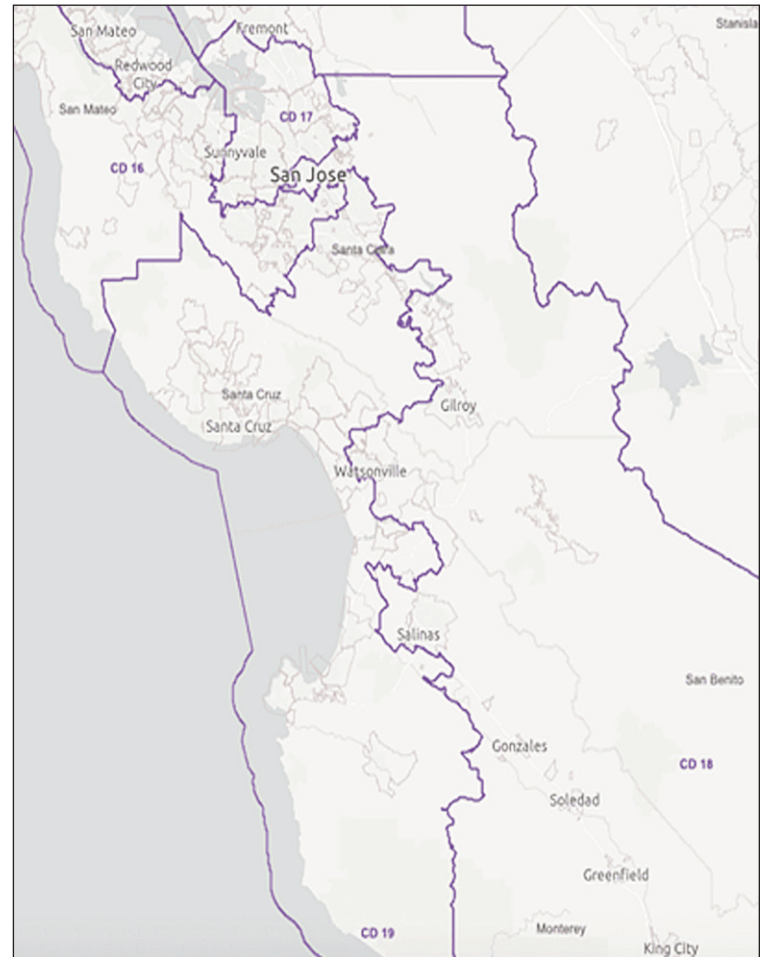 Stanisla
San Mateo
Fremont
Redwood
City
San Mateo
CD 17
Sunnyvale
CD 16
San Jose
Santa Clara
Santa Cruz
Gilroy
Santa Cruz
Watsonville
Salinas
San Benito
Gonzales
CD 18
Soledad
Greenfield
CD 19
Monterey
King City